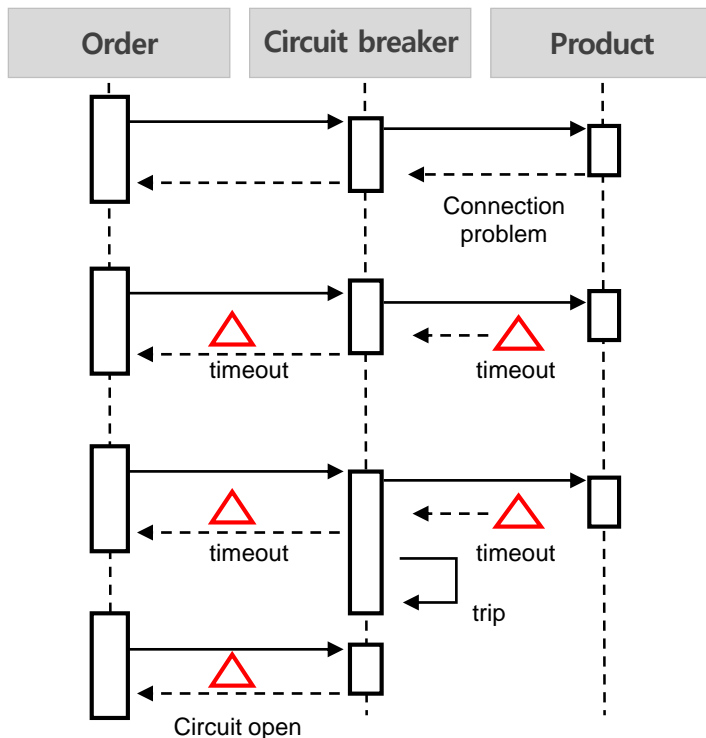 Order
Circuit breaker
Product
Connection
problem
timeout
timeout
timeout
timeout
trip
Circuit open